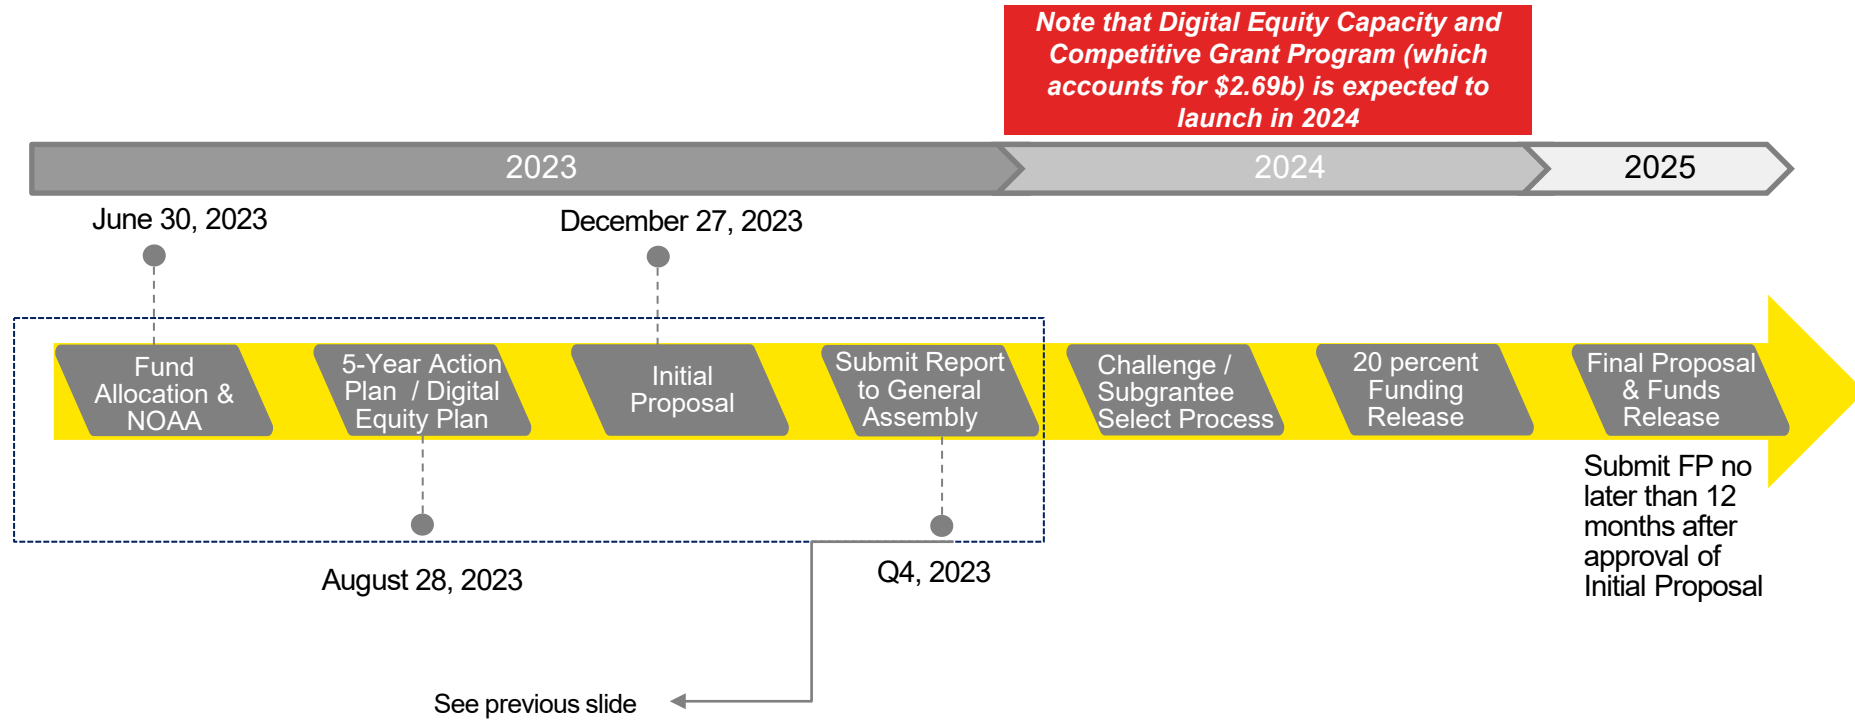 Note that Digital Equity Capacity and
Competitive Grant Program (which
accounts for $2.69b) is expected to
launch in 2024
2023
2024
2025
June 30, 2023
December 27, 2023
Fund
Allocation &
NOAA
5-Year Action
Plan / Digital
Equity Plan
Initial
Proposal
Submit Report
to General
Assembly
Challenge /
Subgrantee
Select Process
20 percent
Funding
Release
Final Proposal
& Funds
Release
August 28, 2023
Q4, 2023
Submit FP no
later than 12
months after
approval of
Initial Proposal
See previous slide